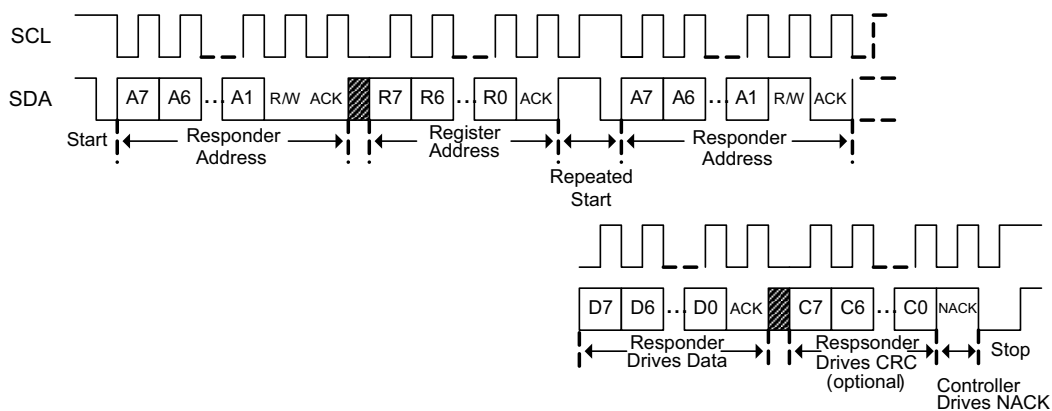 SCL
SDA
A7 A6 ... A1 R/W ACK R7 R6 ... R0 ACK A7 A6 ... A1 R/W ACK
Start
Responder
Address
Register
Address
Repeated
Start
Responder
Address
D7 D6 ... D0 ACK C7 C6 ... C0 NACK
Responder
Drives Data
Respsonder
Drives CRC
(optional)
Controller
Drives NACK
Stop